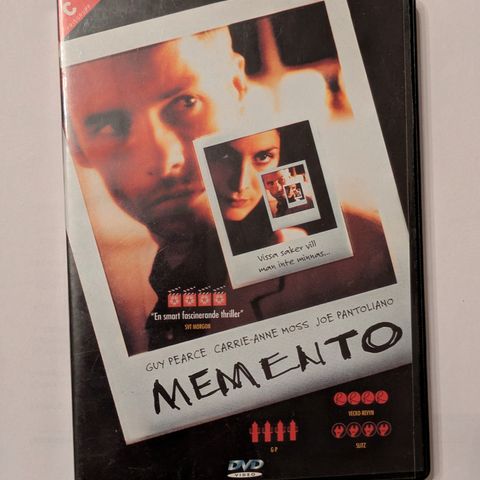 C
Vissa saker vill
man inte minnas...
"En smart fascinerande thriller"
SVT MORGON
GUY PEARCE CARRIE-ANNE MOSS JOE PANTOLIANO
MEMENTO
VECKO-REVYN
G P
SLITZ
DVD
VIDEO